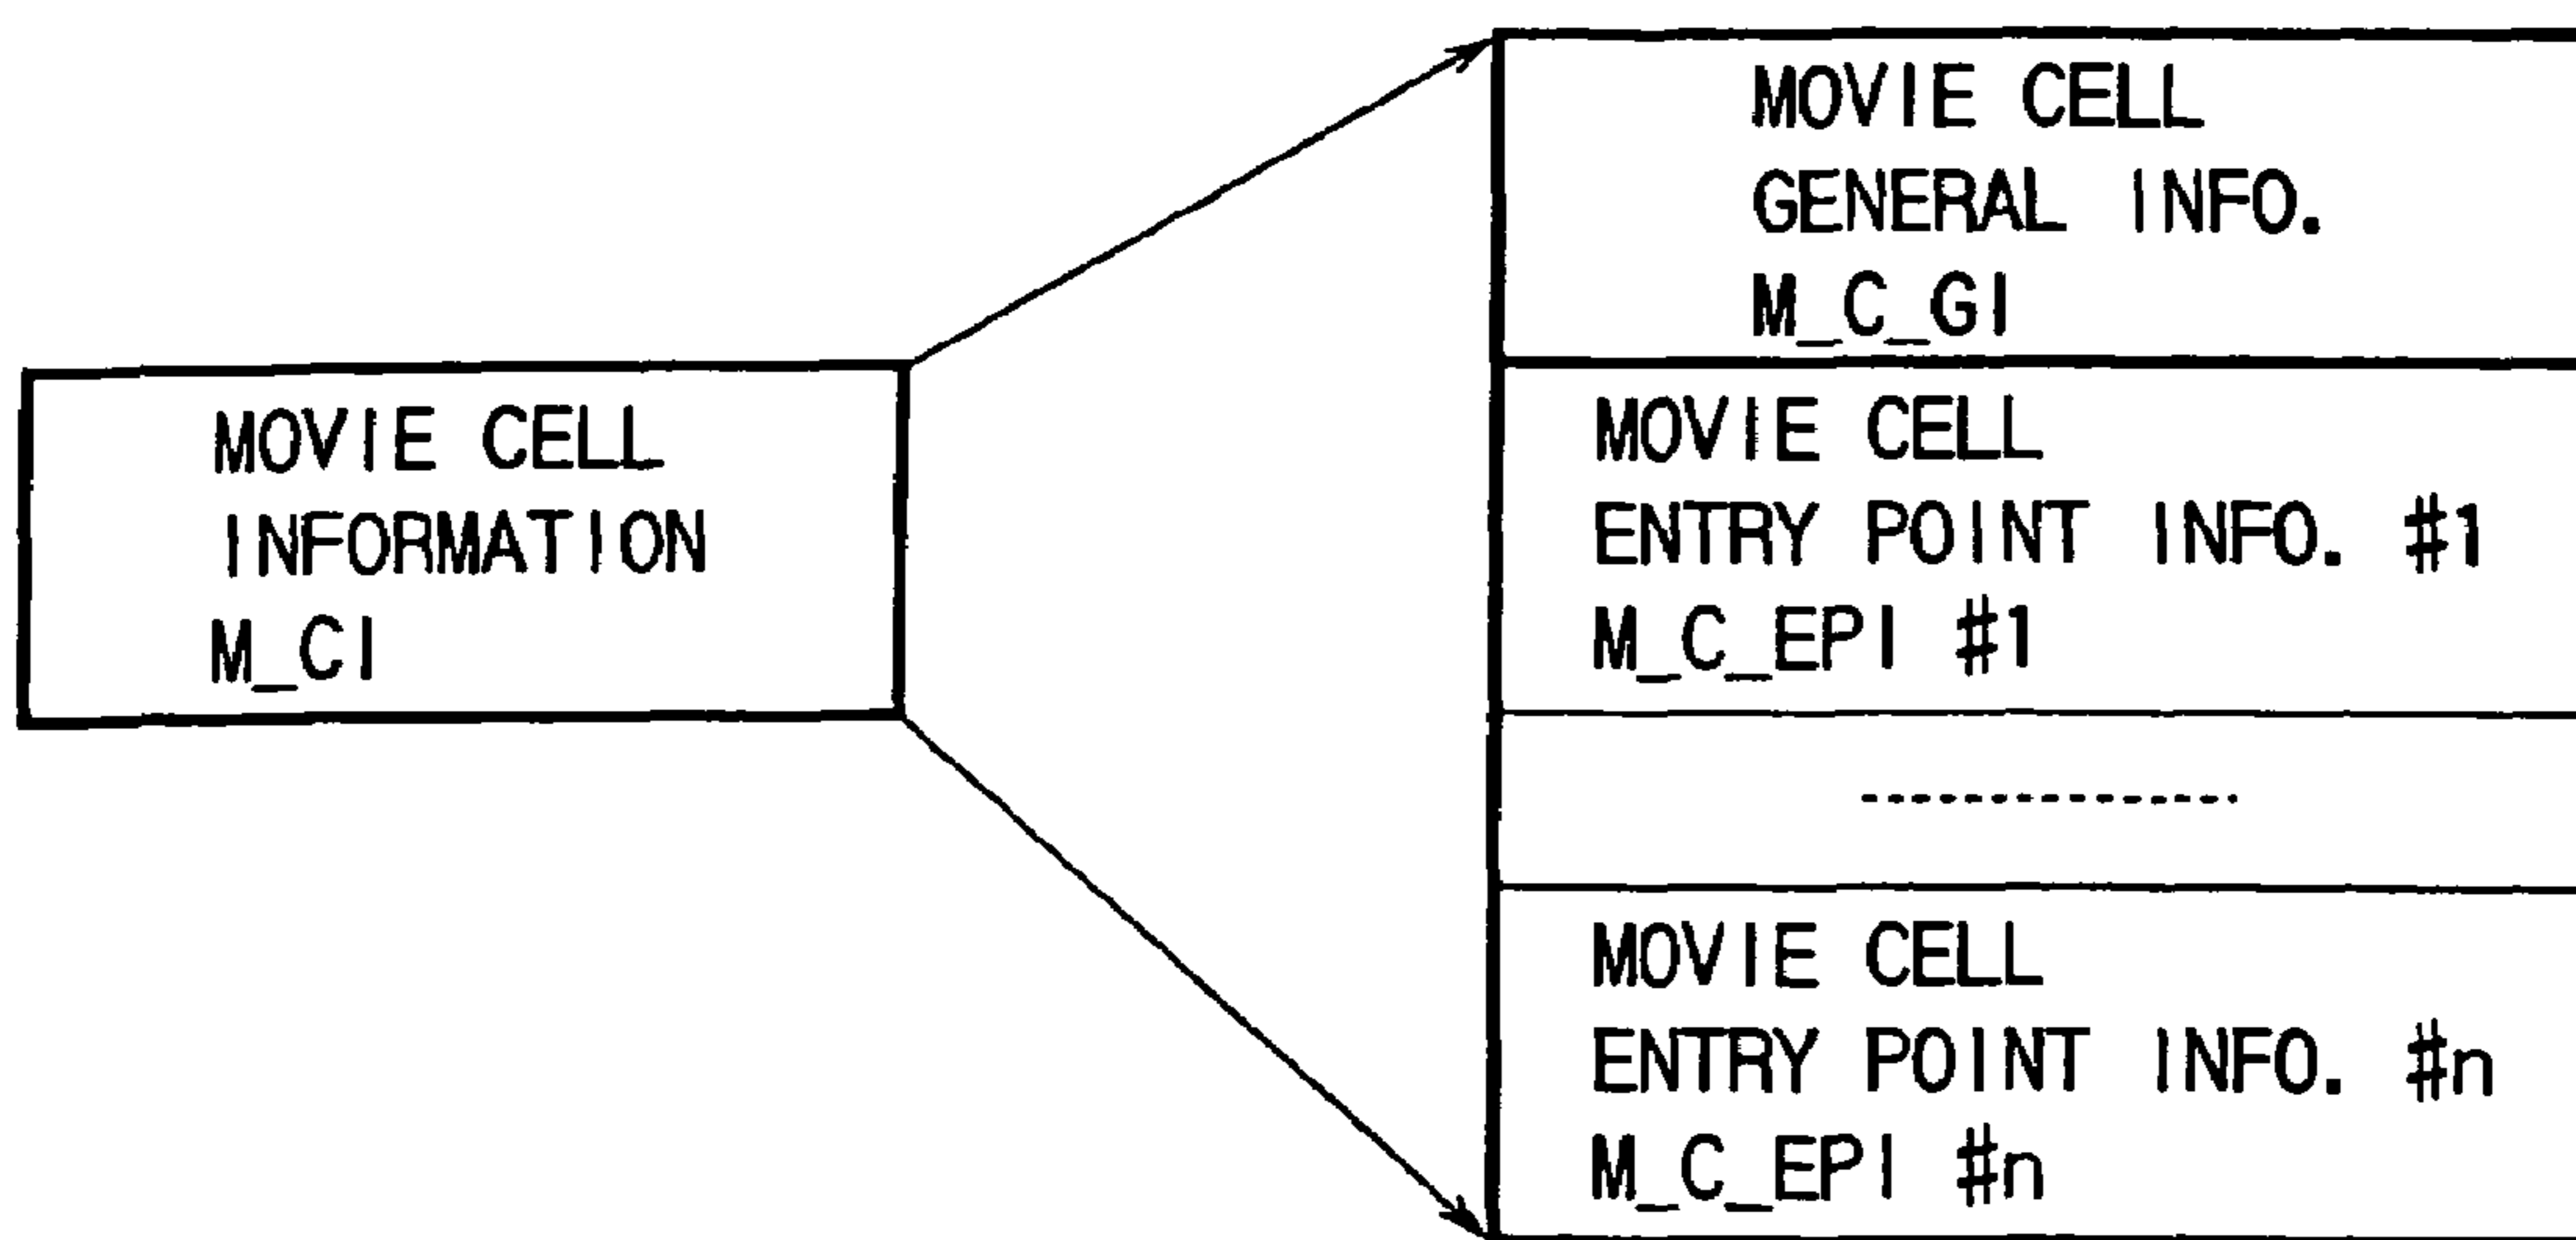 MOVIE CELL
INFORMATION
M_CI
MOVIE CELL
GENERAL INFO.
M_C_GI
MOVIE CELL
ENTRY POINT INFO. #1
M_C_EPI #1
MOVIE CELL
ENTRY POINT INFO. #n
M_C_EPI #n